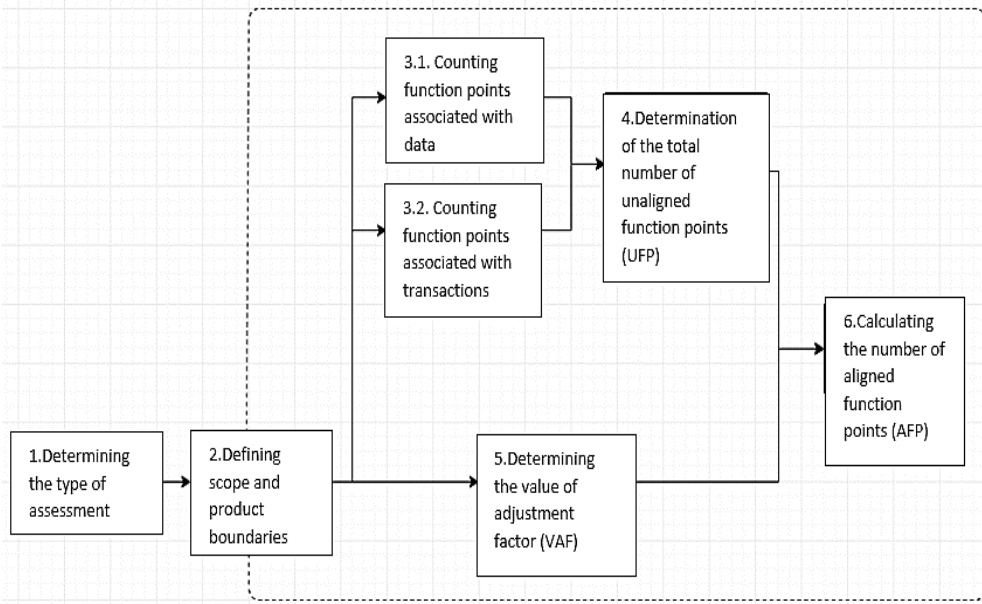 1.Determining
the type of
assessment
2.Defining
scope and
product
boundaries
3.1. Counting
function points
associated with
data
3.2. Counting
function points
associated with
transactions
4.Determination
of the total
number of
unaligned
function points
(UFP)
5.Determining
the value of
adjustment
factor (VAF)
6.Calculating
the number of
aligned
function
points (AFP)